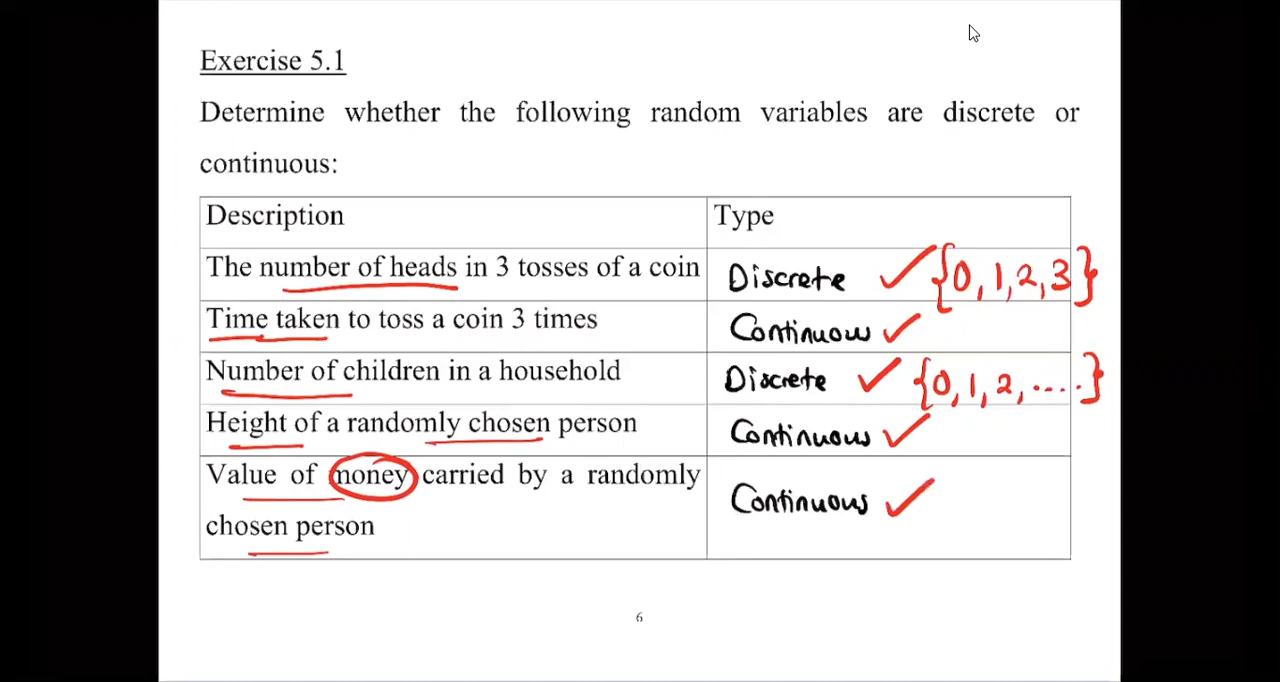 Exercise 5.1
Determine whether the following random variables are discrete or
continuous:
Description Type
The number of heads in 3 tosses of a coin Discrete {0, 1, 2, 3}
Time taken to toss a coin 3 times Continuous
Number of children in a household Discrete {0, 1, 2, .....}
Height of a randomly chosen person Continuous
Value of money carried by a randomly Continuous
chosen person
6